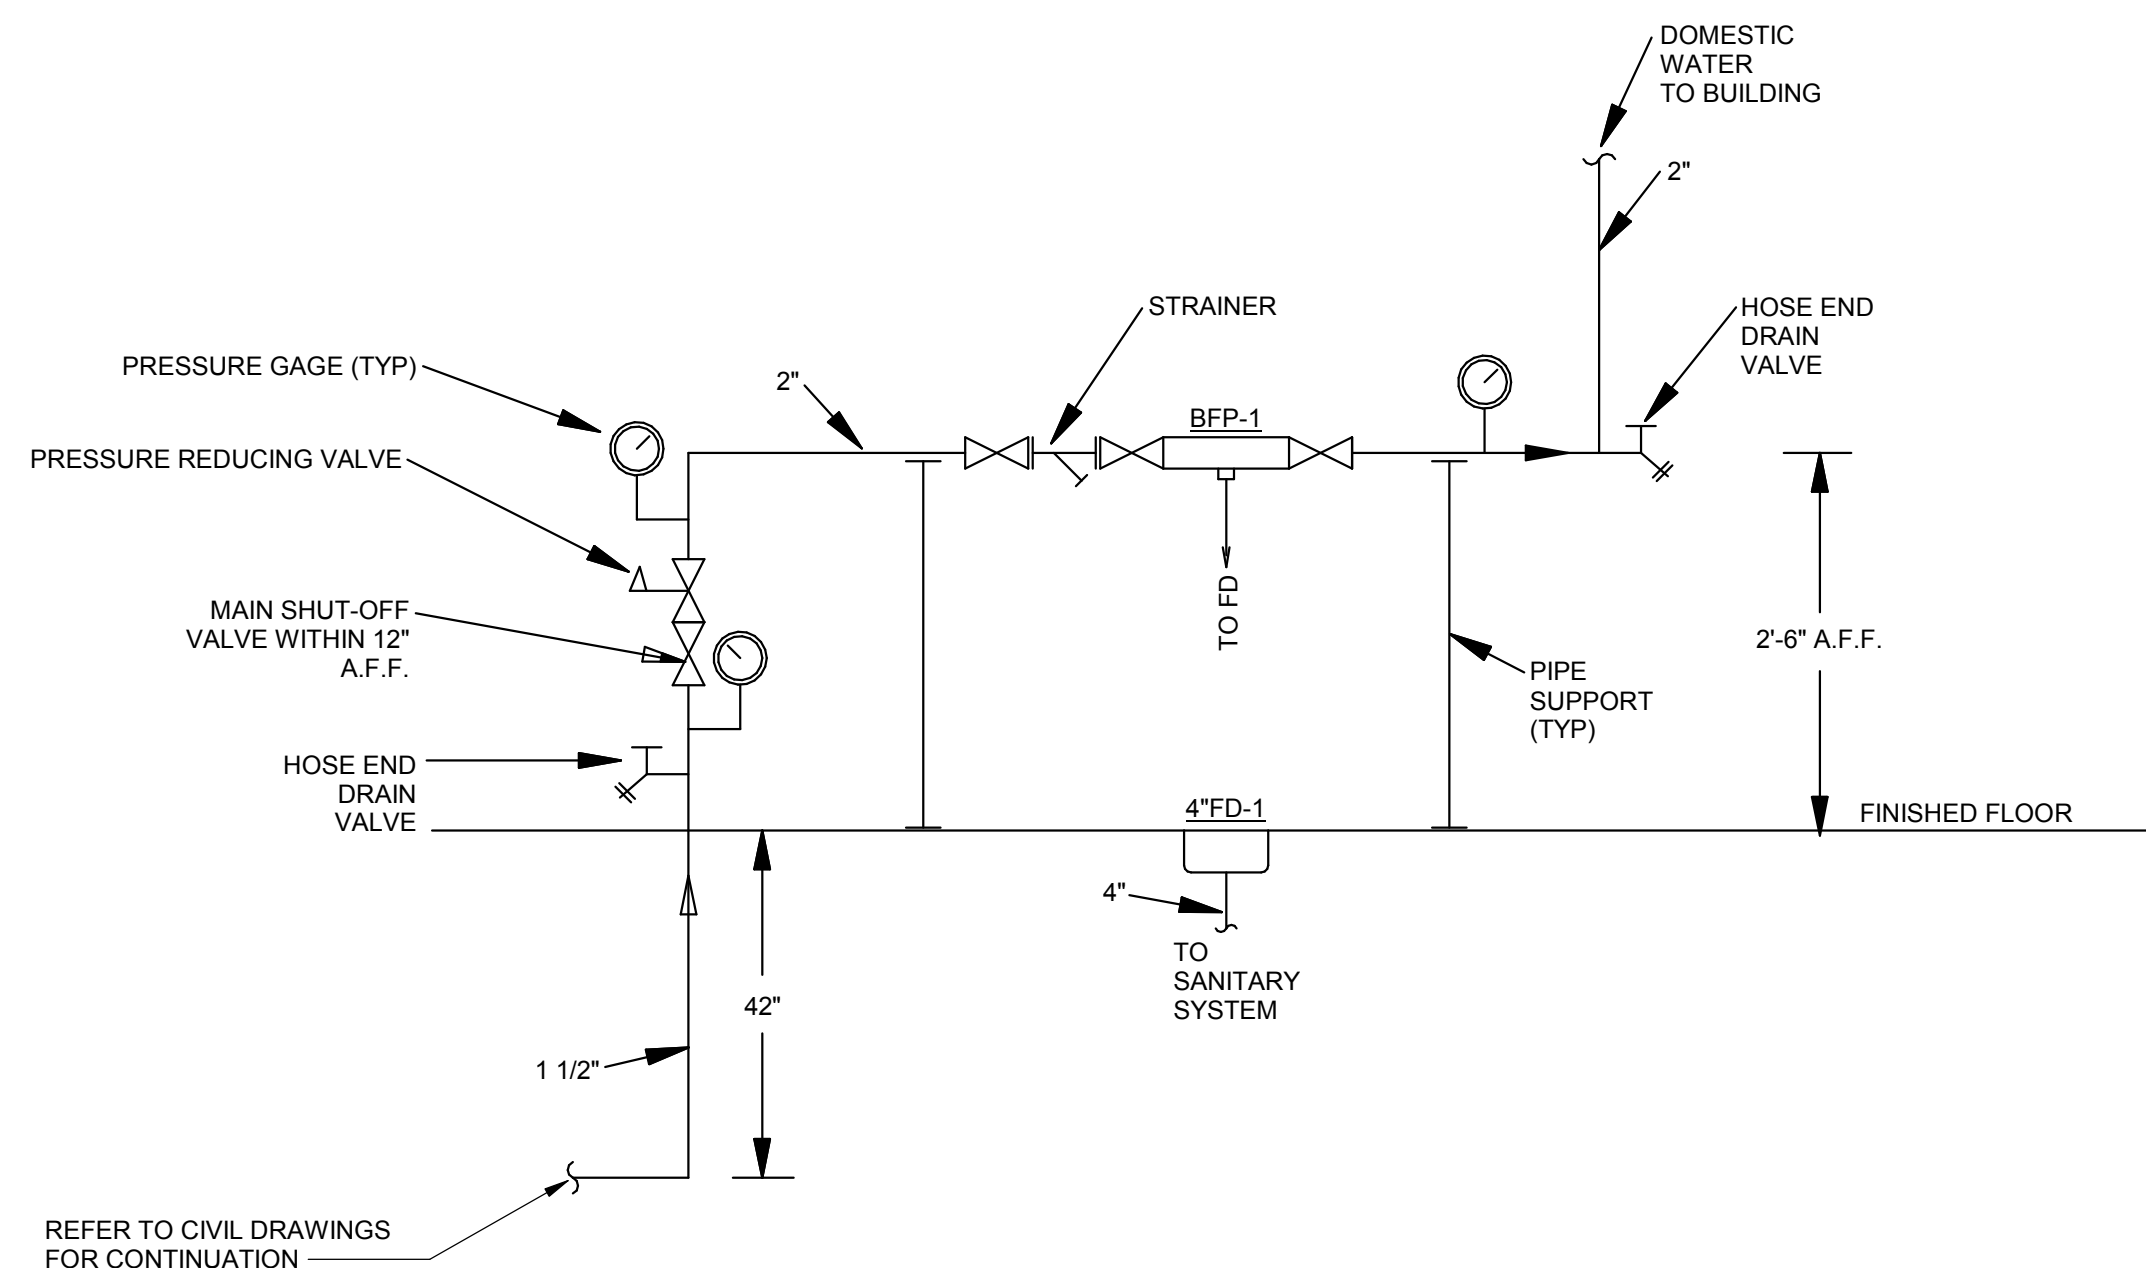 DOMESTIC
WATER
TO BUILDING
2"
STRAINER
HOSE END
DRAIN
VALVE
PRESSURE GAGE (TYP)
2"
BFP-1
PRESSURE REDUCING VALVE
TO FD
MAIN SHUT-OFF
VALVE WITHIN 12"
A.F.F.
2'-6" A.F.F.
PIPE
SUPPORT
(TYP)
HOSE END
DRAIN
VALVE
4"FD-1
FINISHED FLOOR
4"
TO
SANITARY
SYSTEM
42"
1 1/2"
REFER TO CIVIL DRAWINGS
FOR CONTINUATION